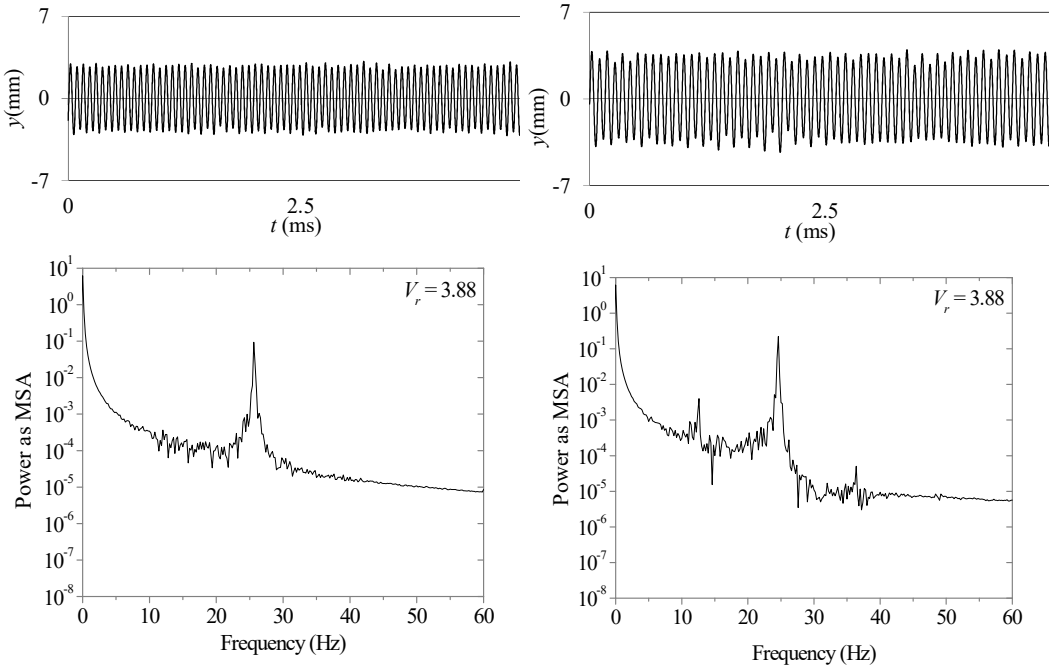 7
0
-7
y(mm)
0
2.5
t (ms)
7
0
-7
y(mm)
0
2.5
t (ms)
10^1
10^0
10^-1
10^-2
10^-3
10^-4
10^-5
10^-6
10^-7
10^-8
Power as MSA
V_r = 3.88
0 10 20 30 40 50 60
Frequency (Hz)
10^1
10^0
10^-1
10^-2
10^-3
10^-4
10^-5
10^-6
10^-7
10^-8
Power as MSA
V_r = 3.88
0 10 20 30 40 50 60
Frequency (Hz)